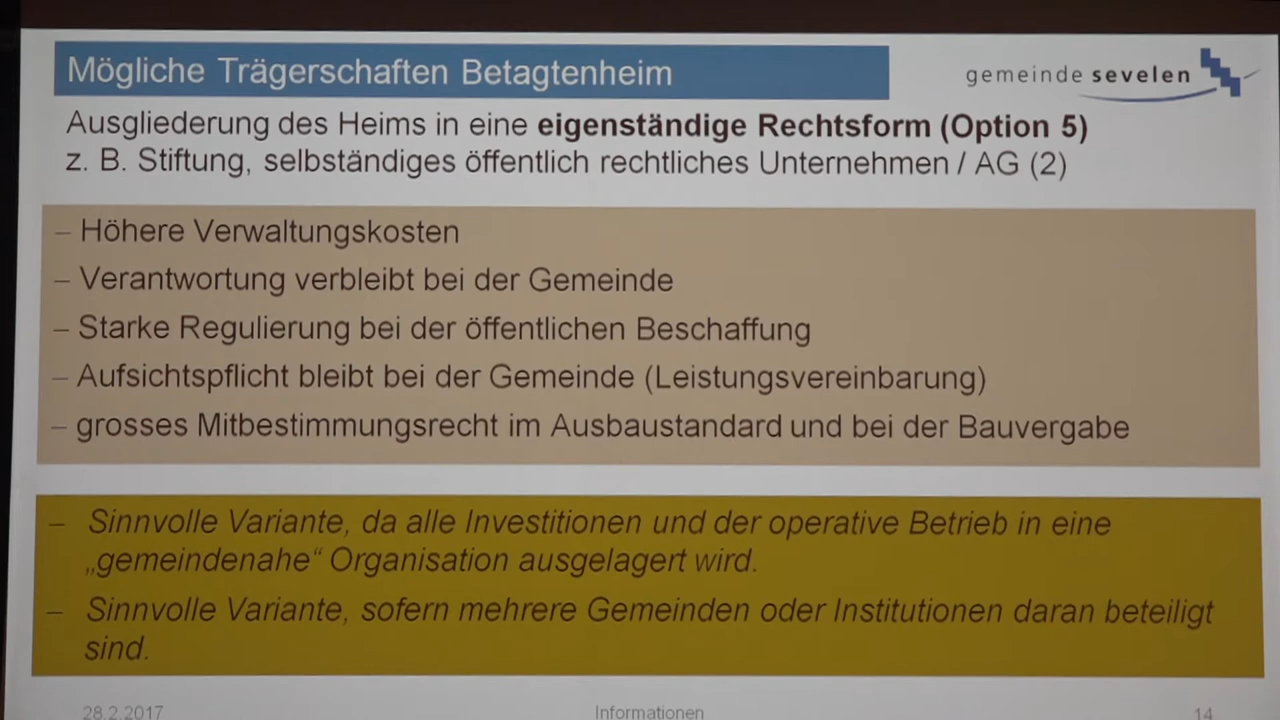 Mögliche Trägerschaften Betagtenheim
gemeinde sevelen
Ausgliederung des Heims in eine eigenständige Rechtsform (Option 5)
z. B. Stiftung, selbständiges öffentlich rechtliches Unternehmen / AG (2)
– Höhere Verwaltungskosten
– Verantwortung verbleibt bei der Gemeinde
– Starke Regulierung bei der öffentlichen Beschaffung
– Aufsichtspflicht bleibt bei der Gemeinde (Leistungsvereinbarung)
– grosses Mitbestimmungsrecht im Ausbaustandard und bei der Bauvergabe
– Sinnvolle Variante, da alle Investitionen und der operative Betrieb in eine
„gemeindenahe“ Organisation ausgelagert wird.
– Sinnvolle Variante, sofern mehrere Gemeinden oder Institutionen daran beteiligt
sind.
28.2.2017 Informationen 14